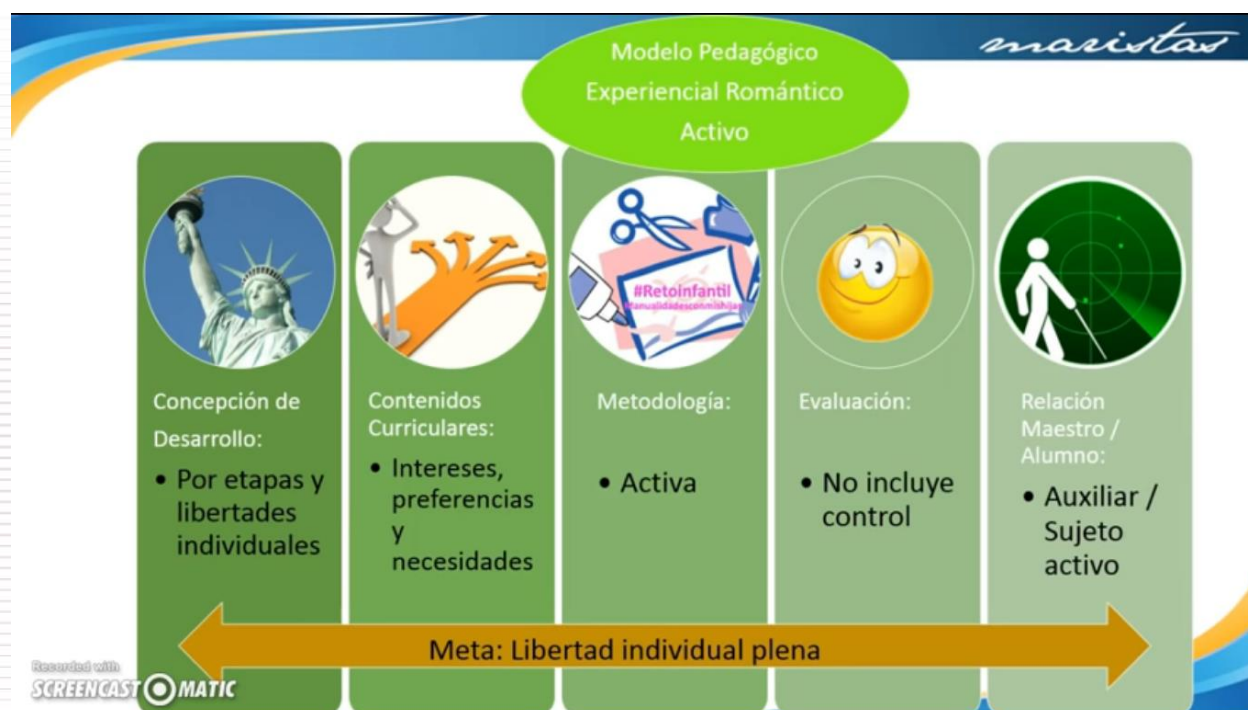 maristas
Modelo Pedagógico
Experiencial Romántico
Activo
Concepción de
Desarrollo:
• Por etapas y
libertades
individuales
Contenidos
Curriculares:
• Intereses,
preferencias
y
necesidades
#RetoInfantil
#manualidadesconmishijas
Metodología:
• Activa
Evaluación:
• No incluye
control
Relación
Maestro /
Alumno:
• Auxiliar /
Sujeto
activo
Meta: Libertad individual plena
Recorded with
SCREENCAST MATIC